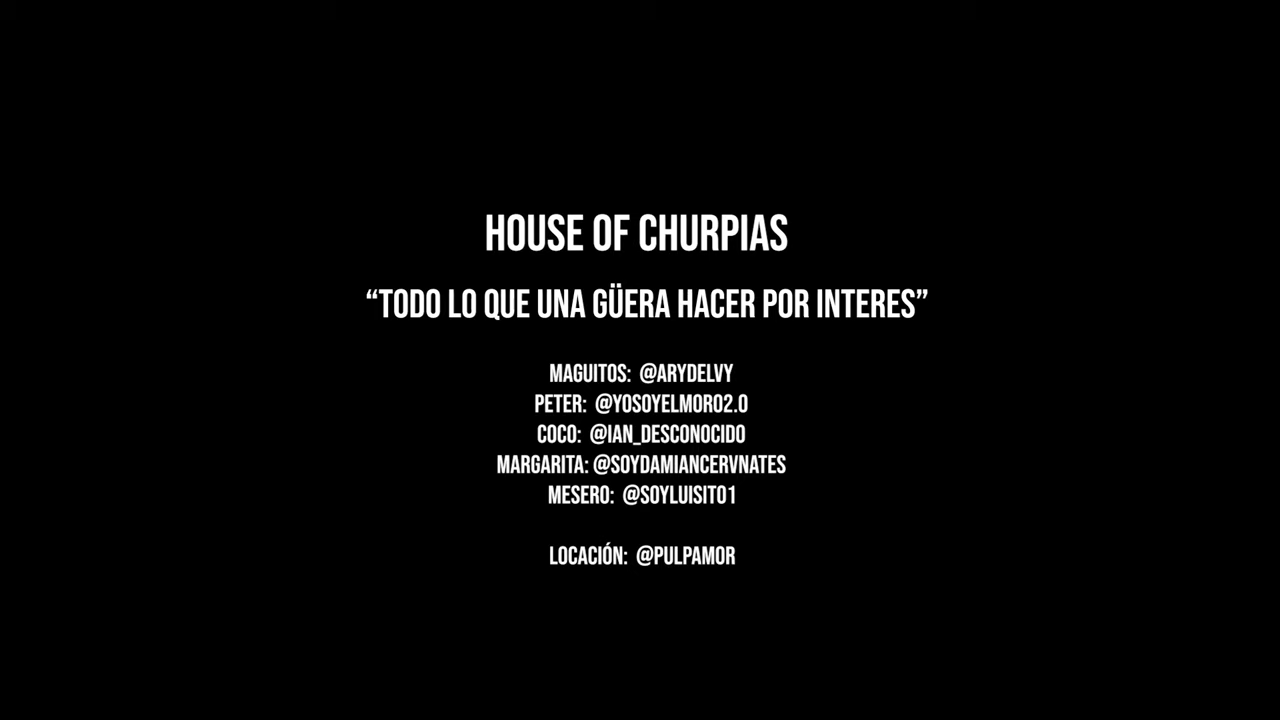 HOUSE OF CHURPIAS
“TODO LO QUE UNA GÜERA HACER POR INTERES”
MAGUITOS: @ARYDELVY
PETER: @YOSOYELMORO2.0
COCO: @IAN_DESCONOCIDO
MARGARITA: @SOYDAMIANCERVNATES
MESERO: @SOYLUISITO1
LOCACIÓN: @PULPAMOR